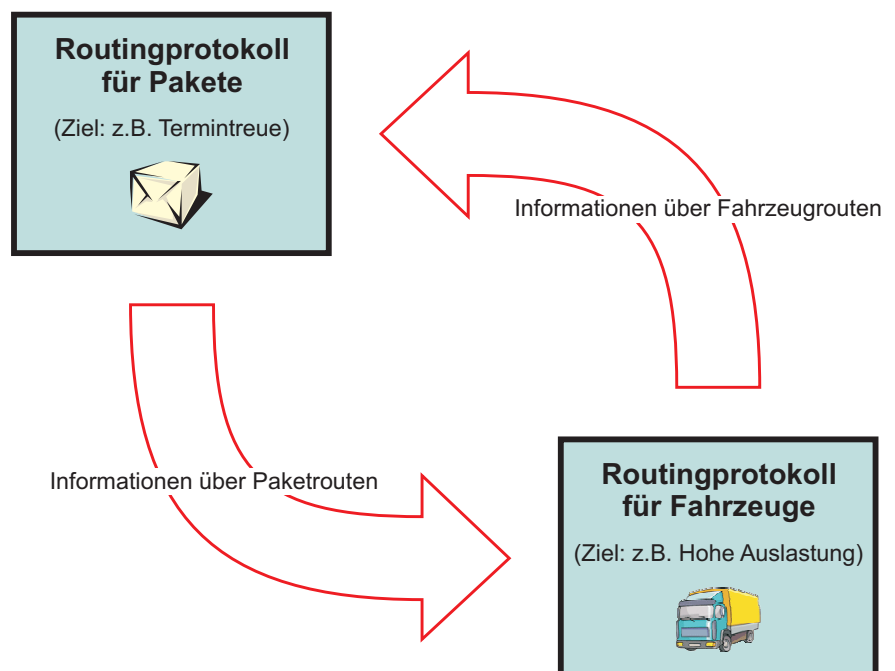 Routingprotokoll
für Pakete
(Ziel: z.B. Termintreue)
Informationen über Fahrzeugrouten
Informationen über Paketrouten
Routingprotokoll
für Fahrzeuge
(Ziel: z.B. Hohe Auslastung)